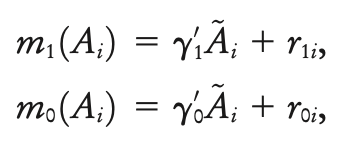 m₁(Aᵢ) = γ′₁Ãᵢ + r₁ᵢ,
m₀(Aᵢ) = γ′₀Ãᵢ + r₀ᵢ,